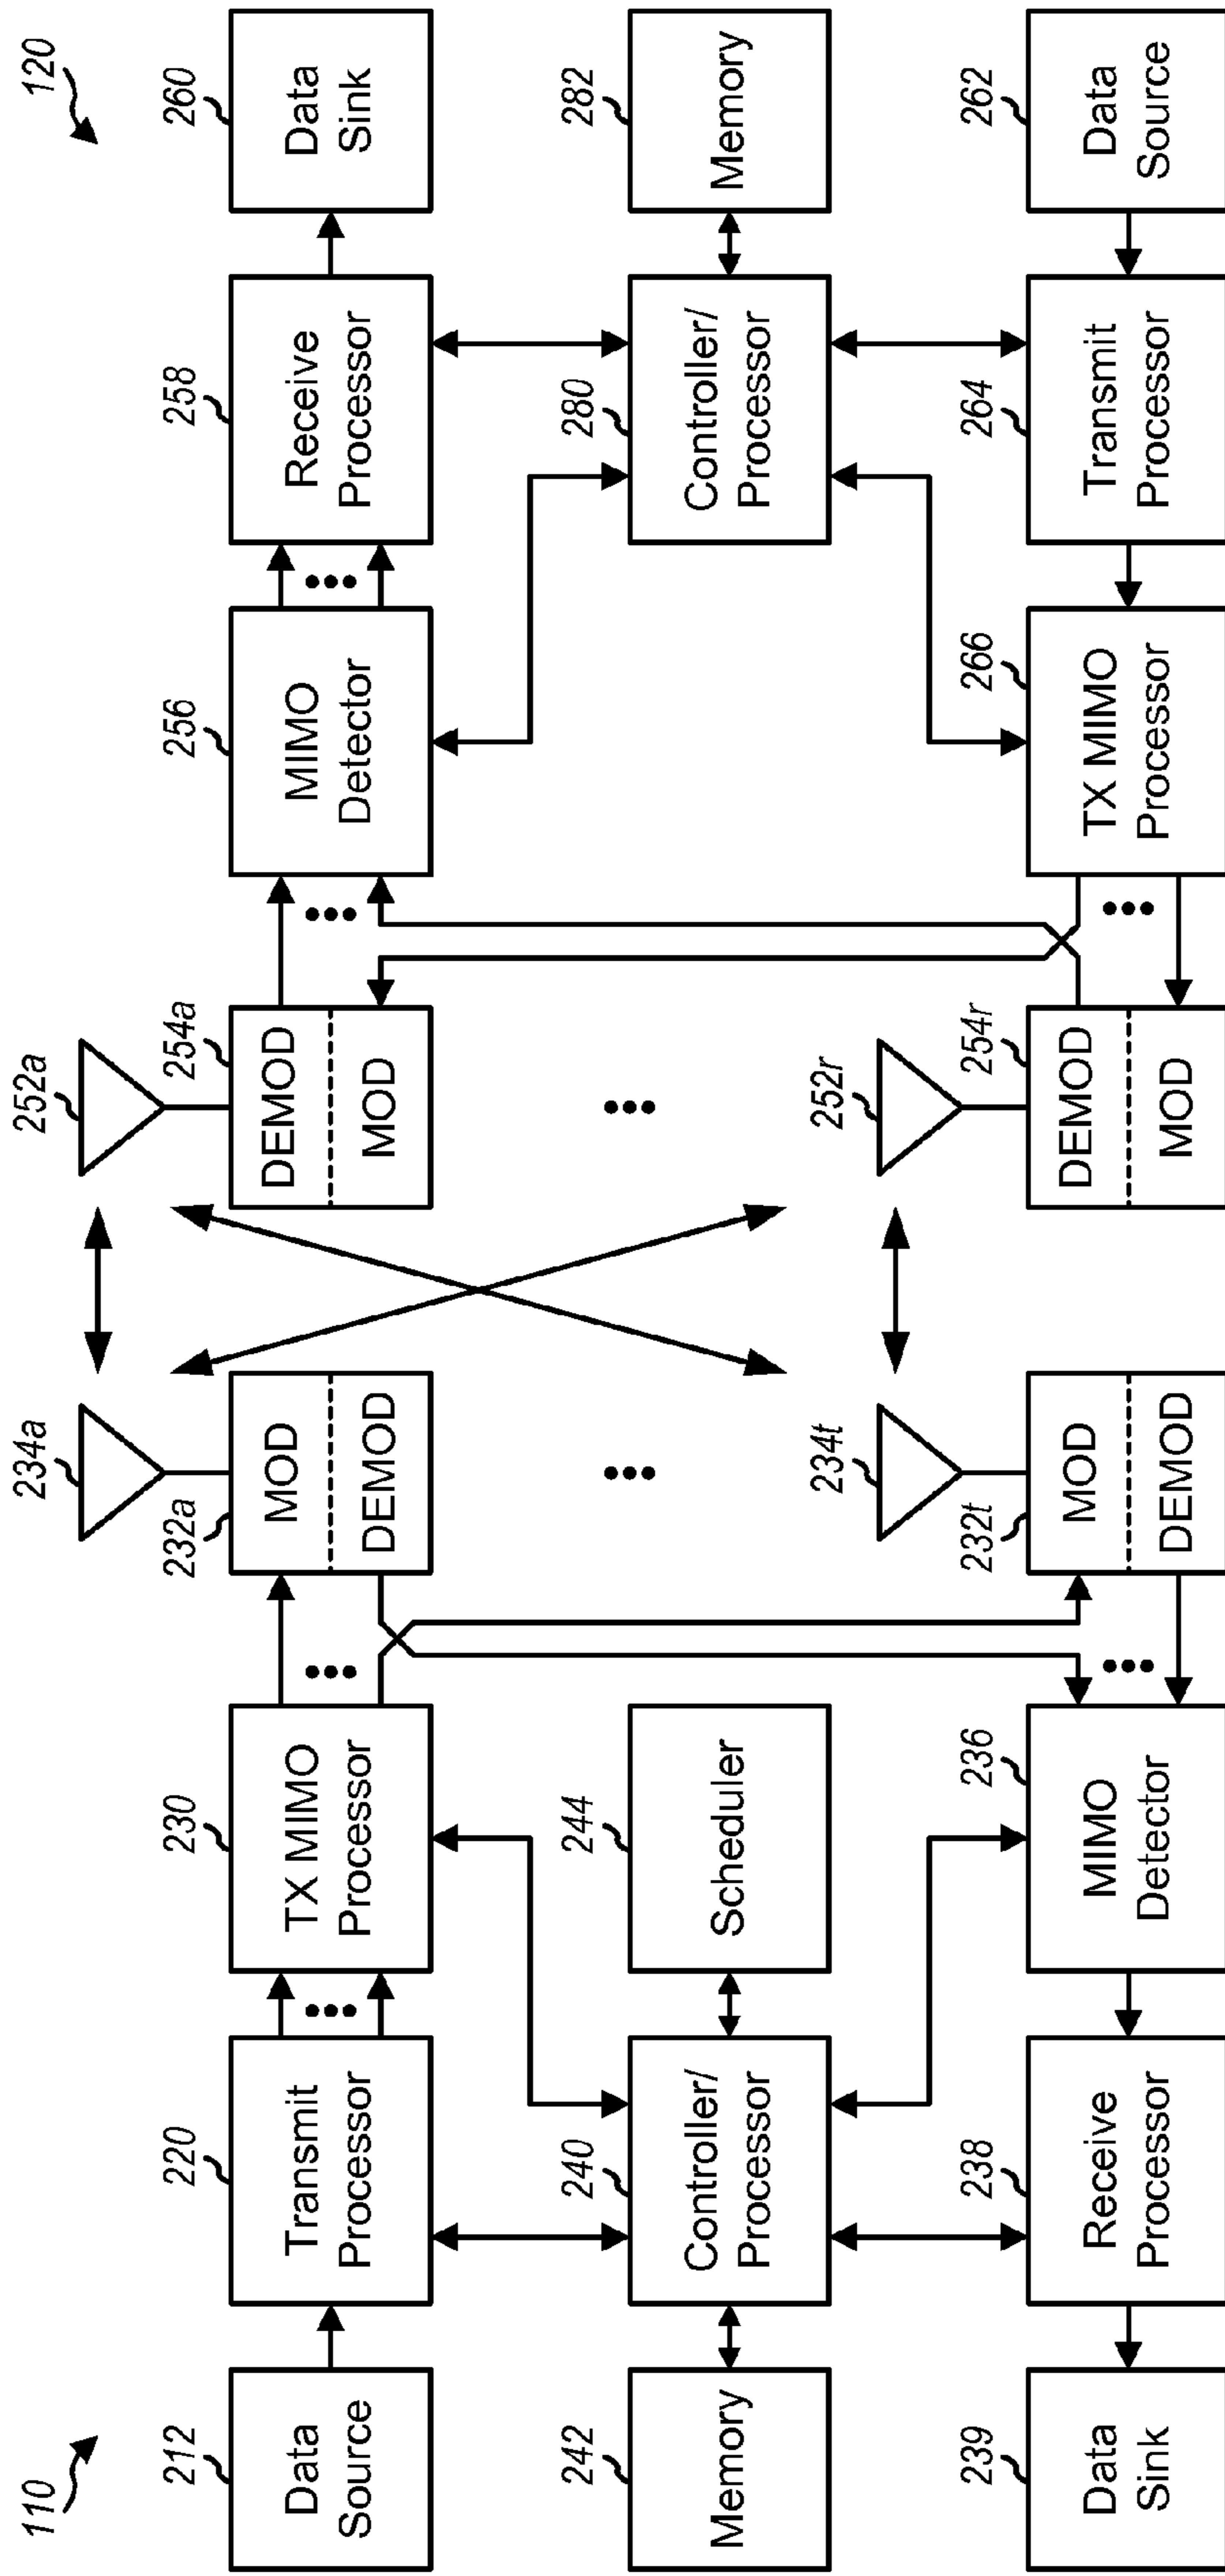 110
120
234a
252a
212
220
230
232a
254a
256
258
260
Data
Source
Transmit
Processor
TX MIMO
Processor
MOD
DEMOD
DEMOD
MOD
MIMO
Detector
Receive
Processor
Data
Sink
242
240
244
280
282
Memory
Controller/
Processor
Scheduler
Controller/
Processor
Memory
234t
252r
239
238
236
232t
254r
266
264
262
Data
Sink
Receive
Processor
MIMO
Detector
MOD
DEMOD
DEMOD
MOD
TX MIMO
Processor
Transmit
Processor
Data
Source